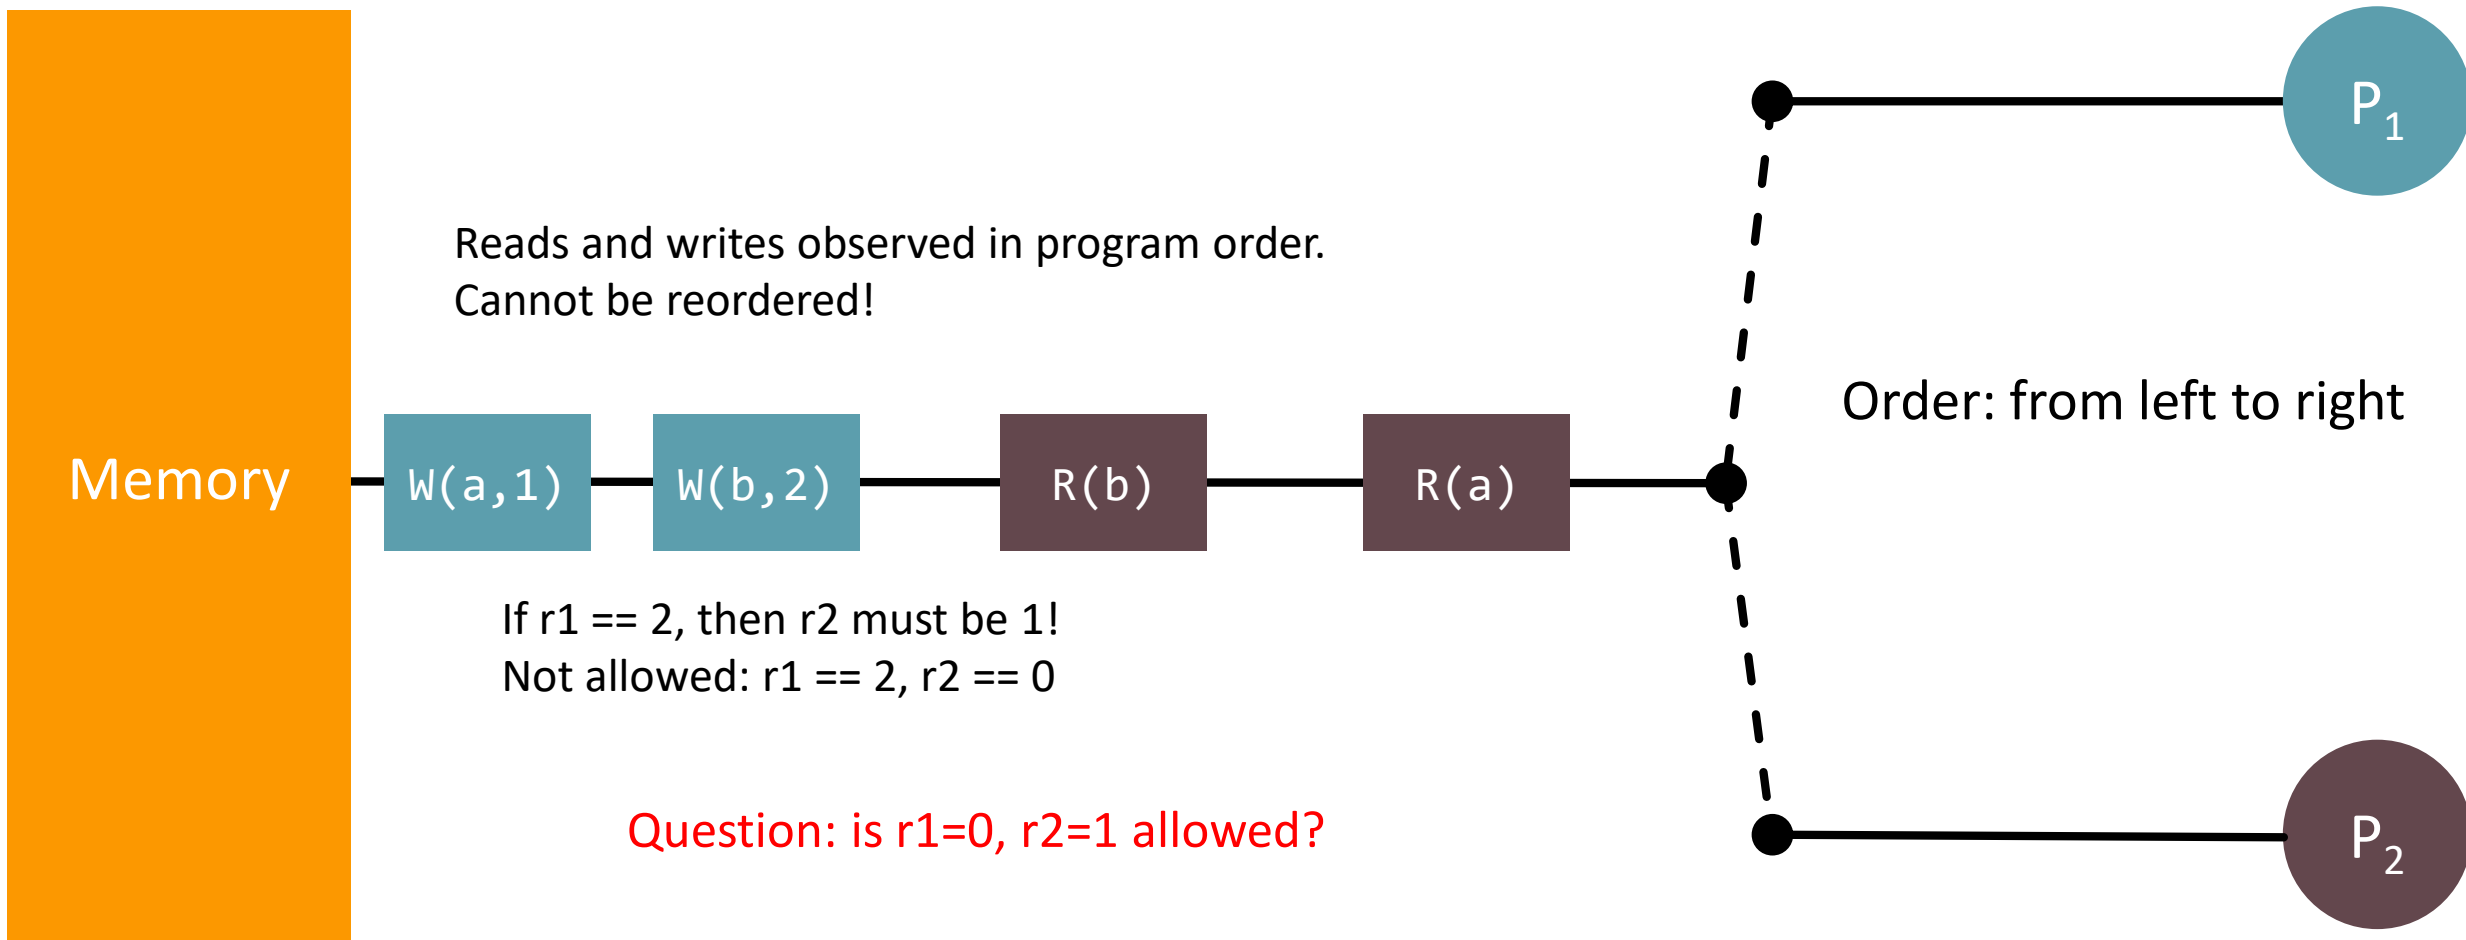 P1
Reads and writes observed in program order.
Cannot be reordered!
Order: from left to right
Memory
W(a,1)
W(b,2)
R(b)
R(a)
If r1 == 2, then r2 must be 1!
Not allowed: r1 == 2, r2 == 0
Question: is r1=0, r2=1 allowed?
P2